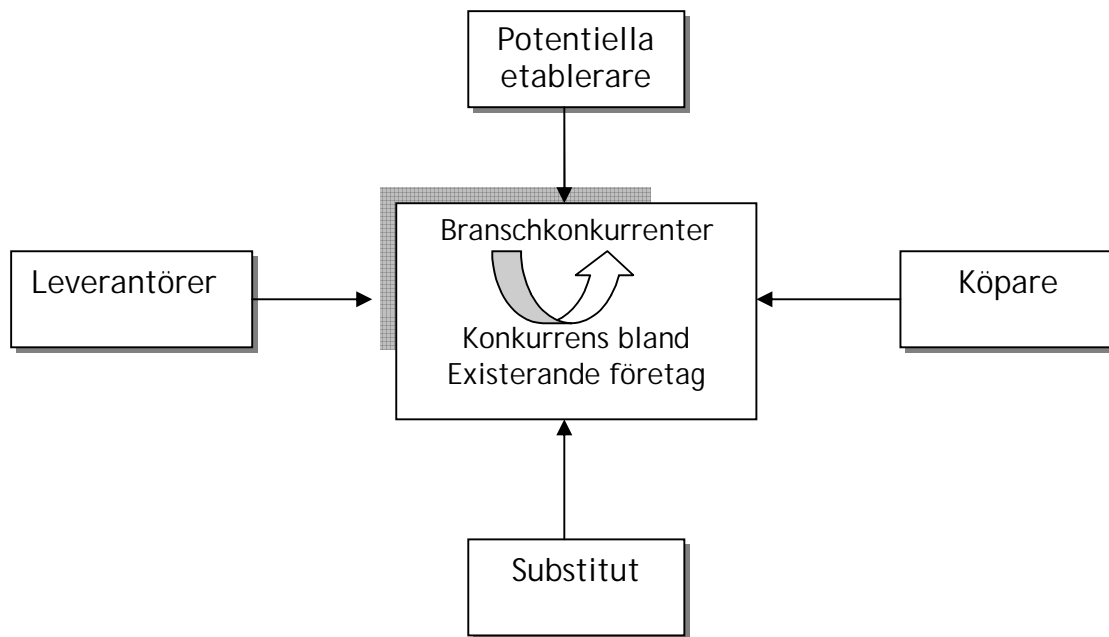 Potentiella
etablerare
Branschkonkurrenter
Leverantörer
Köpare
Konkurrens bland
Existerande företag
Substitut